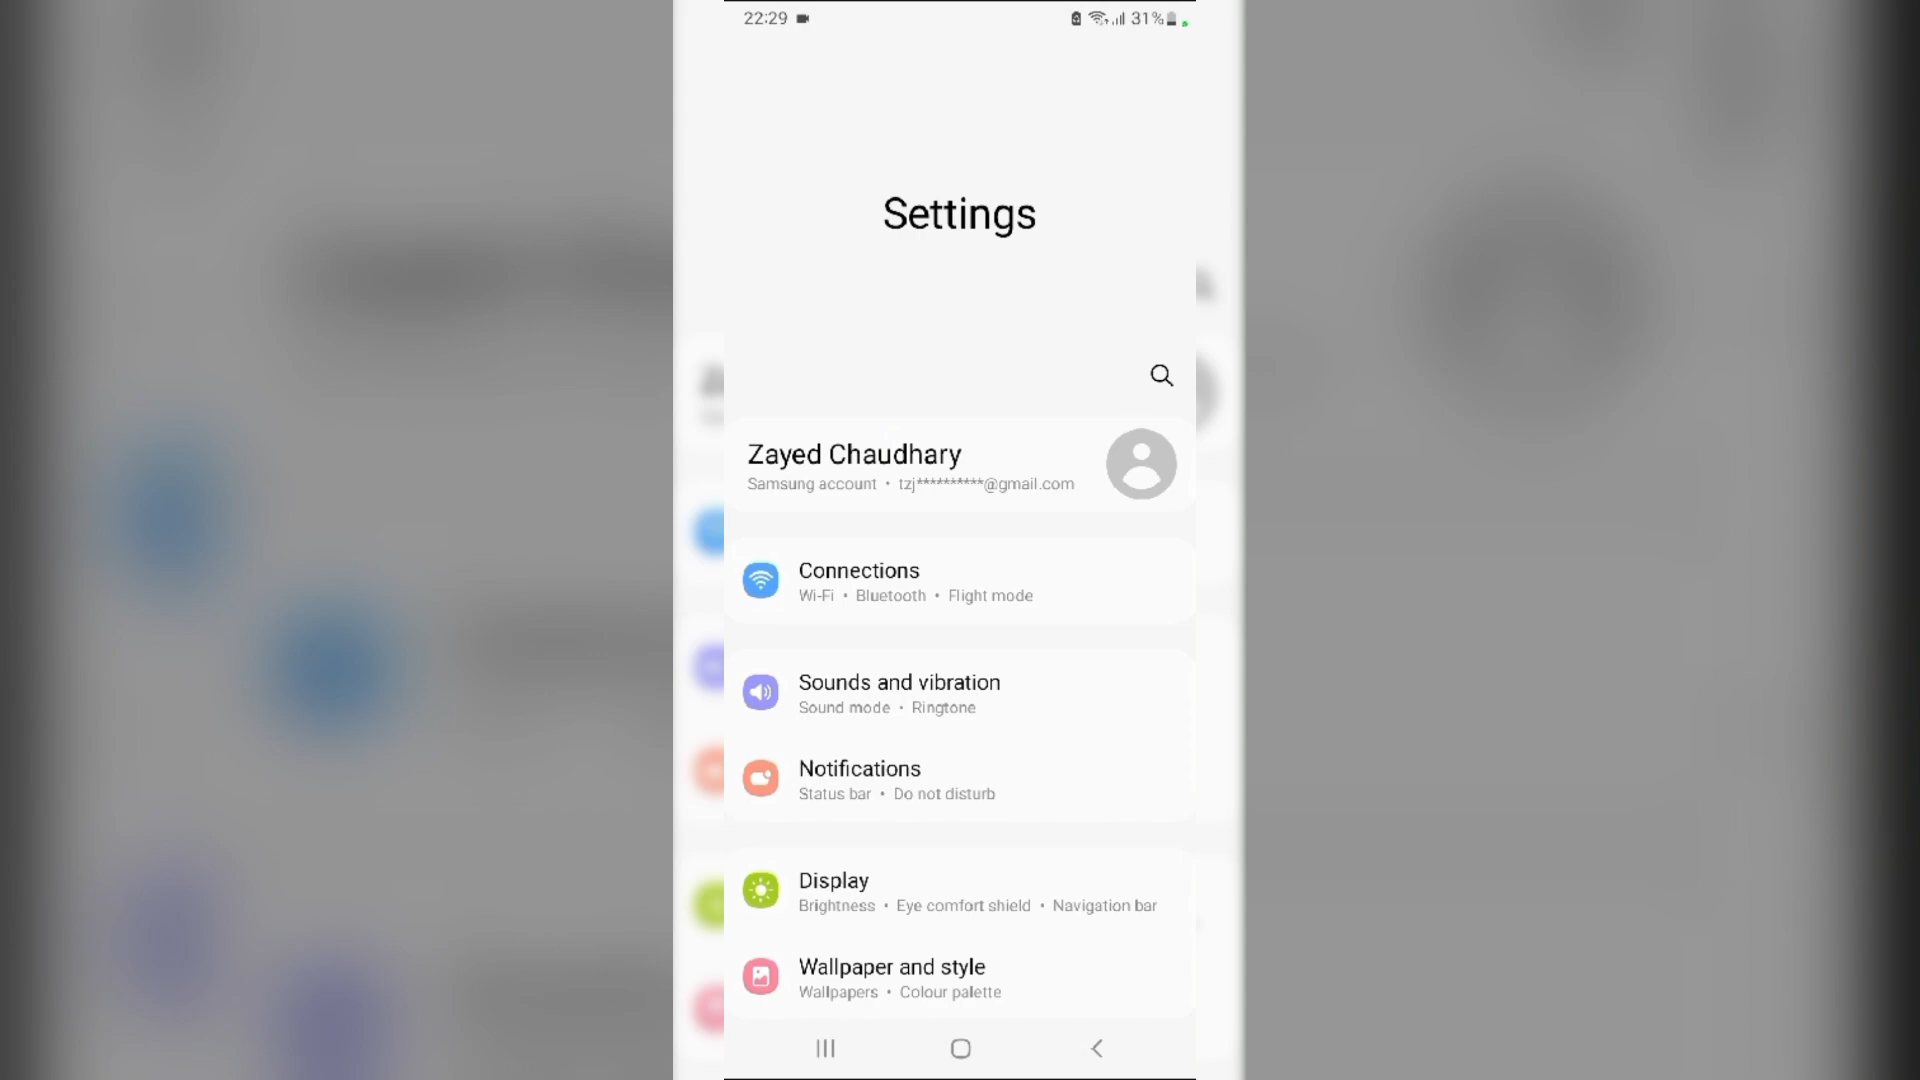 22:29 31%
Settings
Zayed Chaudhary
Samsung account • tzj**********@gmail.com
Connections
Wi-Fi • Bluetooth • Flight mode
Sounds and vibration
Sound mode • Ringtone
Notifications
Status bar • Do not disturb
Display
Brightness • Eye comfort shield • Navigation bar
Wallpaper and style
Wallpapers • Colour palette